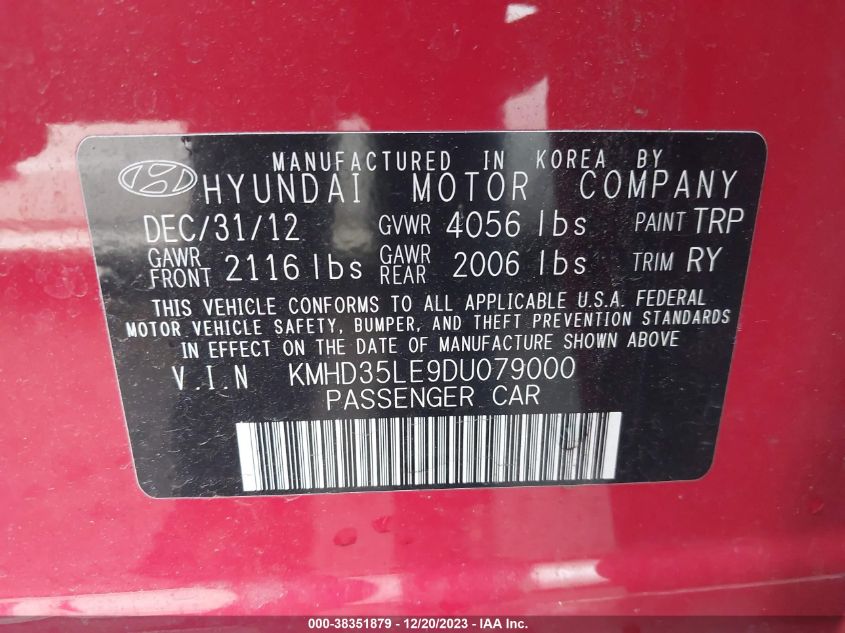 MANUFACTURED IN KOREA BY
HYUNDAI MOTOR COMPANY
DEC/31/12 GVWR 4056 lbs PAINT TRP
GAWR FRONT 2116 lbs GAWR REAR 2006 lbs TRIM RY
THIS VEHICLE CONFORMS TO ALL APPLICABLE U.S.A. FEDERAL
MOTOR VEHICLE SAFETY, BUMPER, AND THEFT PREVENTION STANDARDS
IN EFFECT ON THE DATE OF MANUFACTURE SHOWN ABOVE
V.I.N KMHD35LE9DU079000
PASSENGER CAR
000-38351879 - 12/20/2023 - IAA Inc.